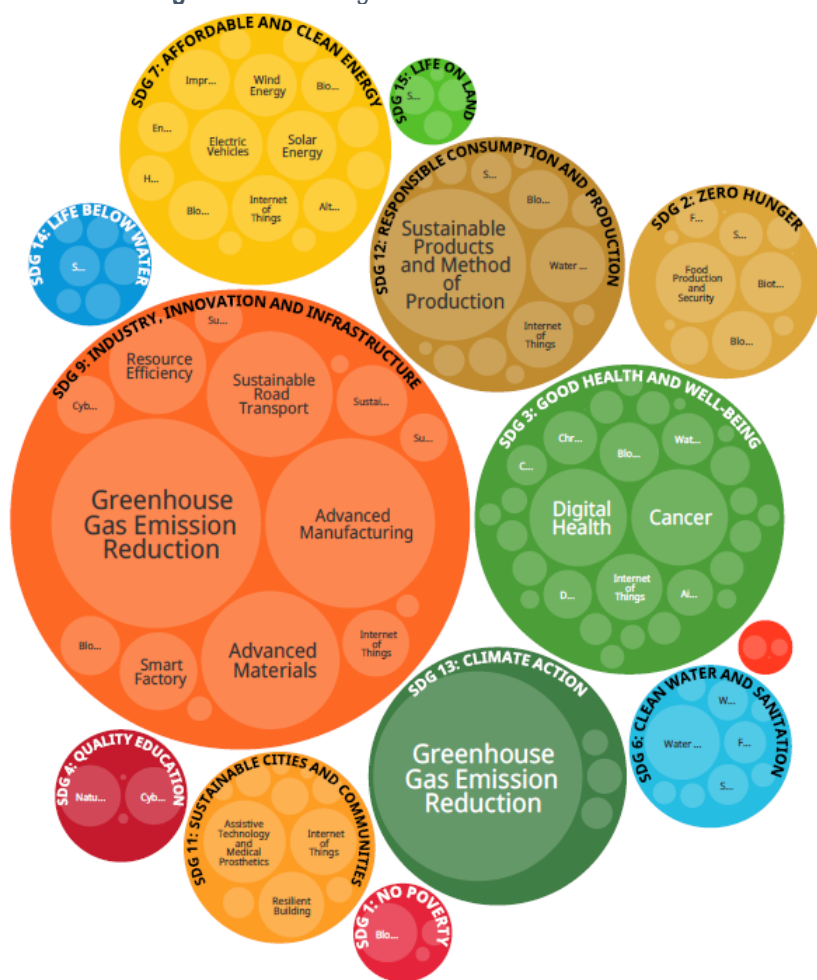 SDG 7: AFFORDABLE AND CLEAN ENERGY
Impr...
Wind
Energy
Bio...
En...
Electric
Vehicles
Solar
Energy
H...
Blo...
Internet
of
Things
Alt...
SDG 15: LIFE ON LAND
S...
SDG 12: RESPONSIBLE CONSUMPTION AND PRODUCTION
S...
Blo...
Sustainable
Products
and Method
of
Production
Water ...
Internet
of
Things
SDG 2: ZERO HUNGER
F...
S...
Food
Production
and
Security
Biot...
Blo...
SDG 14: LIFE BELOW WATER
S...
SDG 9: INDUSTRY, INNOVATION AND INFRASTRUCTURE
Su...
Resource
Efficiency
Sustainable
Road
Transport
Cyb...
Sustai...
Su...
Greenhouse
Gas Emission
Reduction
Advanced
Manufacturing
Blo...
Smart
Factory
Advanced
Materials
Internet
of
Things
SDG 3: GOOD HEALTH AND WELL-BEING
Chr...
Wat...
C...
Blo...
Digital
Health
Cancer
D...
Internet
of
Things
Ai...
SDG 13: CLIMATE ACTION
Greenhouse
Gas Emission
Reduction
SDG 6: CLEAN WATER AND SANITATION
W...
Water ...
F...
S...
SDG 4: QUALITY EDUCATION
Natu...
Cyb...
SDG 11: SUSTAINABLE CITIES AND COMMUNITIES
Assistive
Technology
and
Medical
Prosthetics
Internet
of
Things
Resilient
Building
SDG 1: NO POVERTY
Blo...